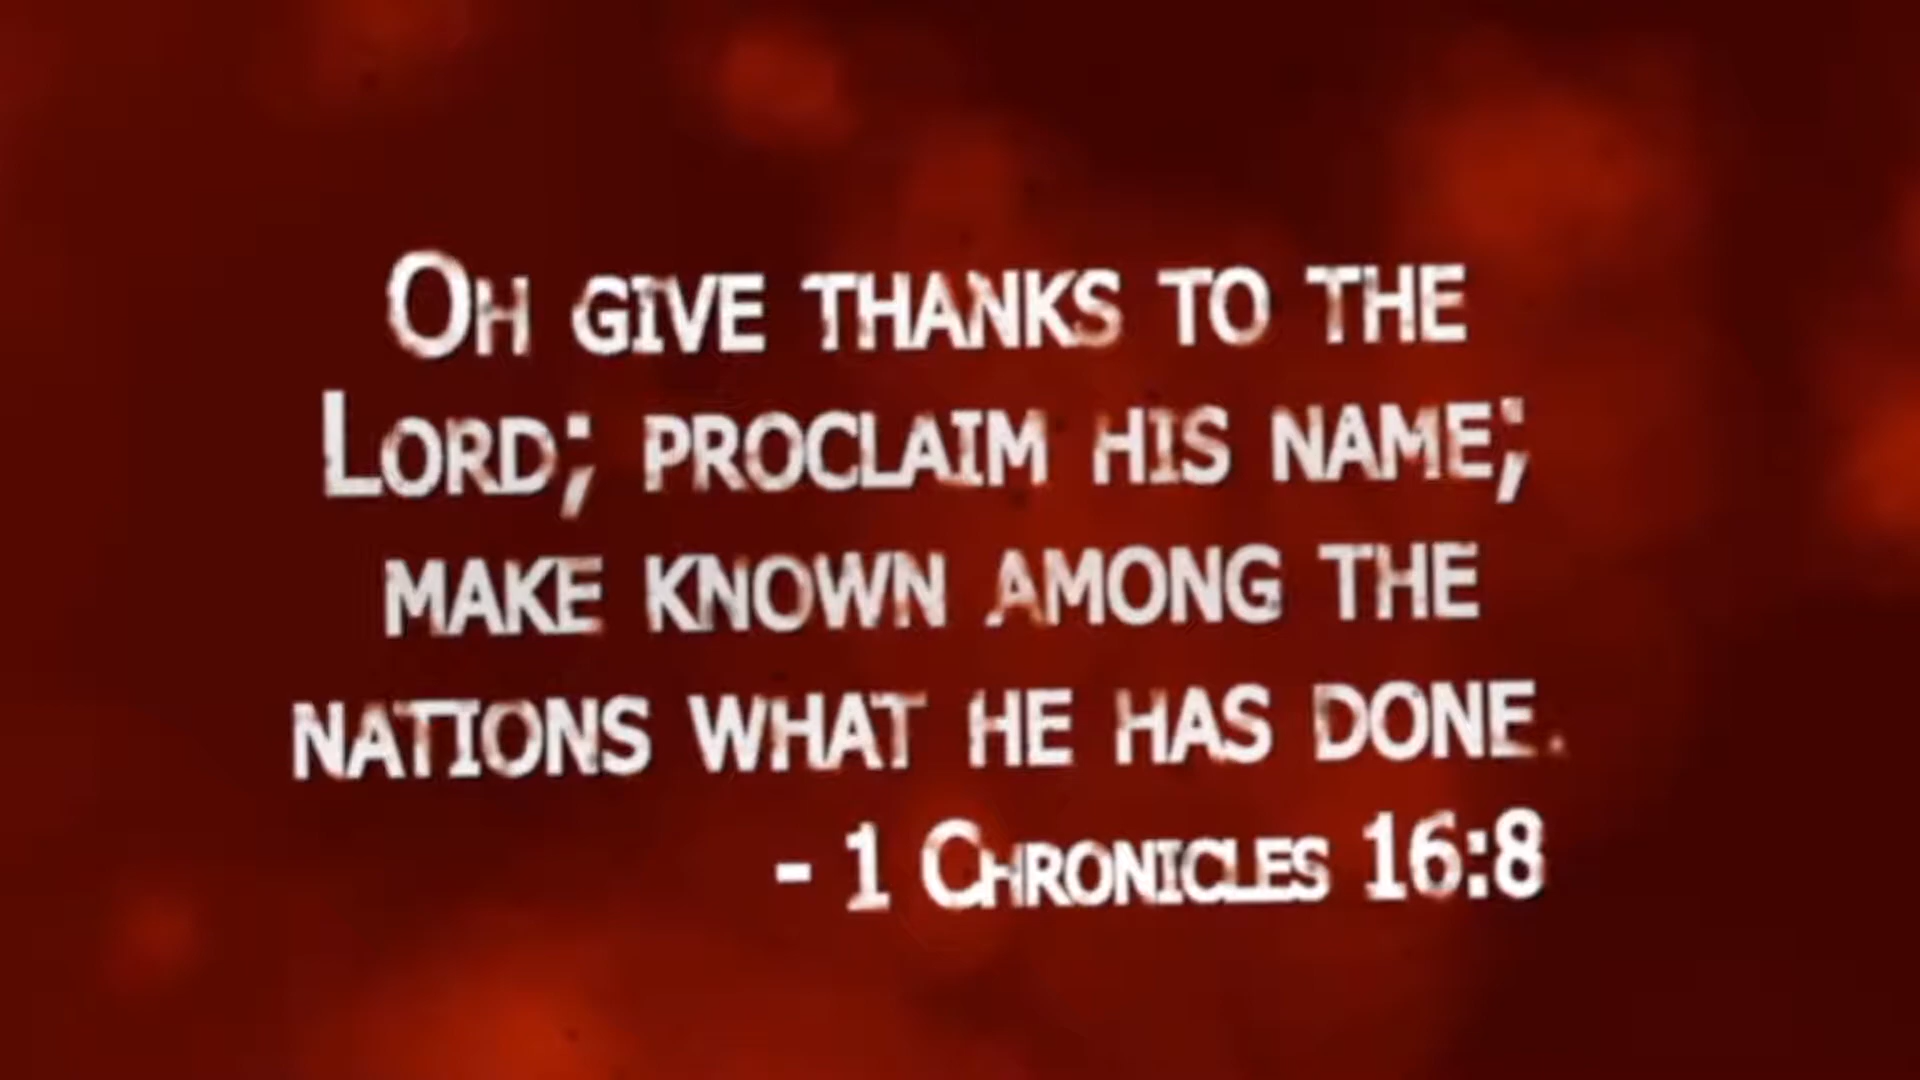 Oh give thanks to the
Lord; proclaim his name;
make known among the
nations what he has done.
- 1 Chronicles 16:8